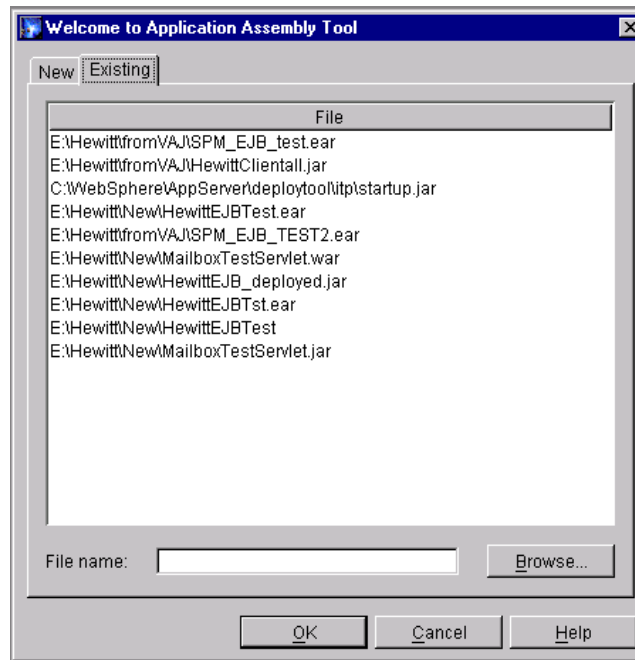 Welcome to Application Assembly Tool
New Existing
File
E:\Hewitt\fromVAJ\SPM_EJB_test.ear
E:\Hewitt\fromVAJ\HewittClientall.jar
C:\WebSphere\AppServer\deploytool\itp\startup.jar
E:\Hewitt\New\HewittEJBTest.ear
E:\Hewitt\fromVAJ\SPM_EJB_TEST2.ear
E:\Hewitt\New\MailboxTestServlet.war
E:\Hewitt\New\HewittEJB_deployed.jar
E:\Hewitt\New\HewittEJBTst.ear
E:\Hewitt\New\HewittEJBTest
E:\Hewitt\New\MailboxTestServlet.jar
File name: Browse...
OK Cancel Help